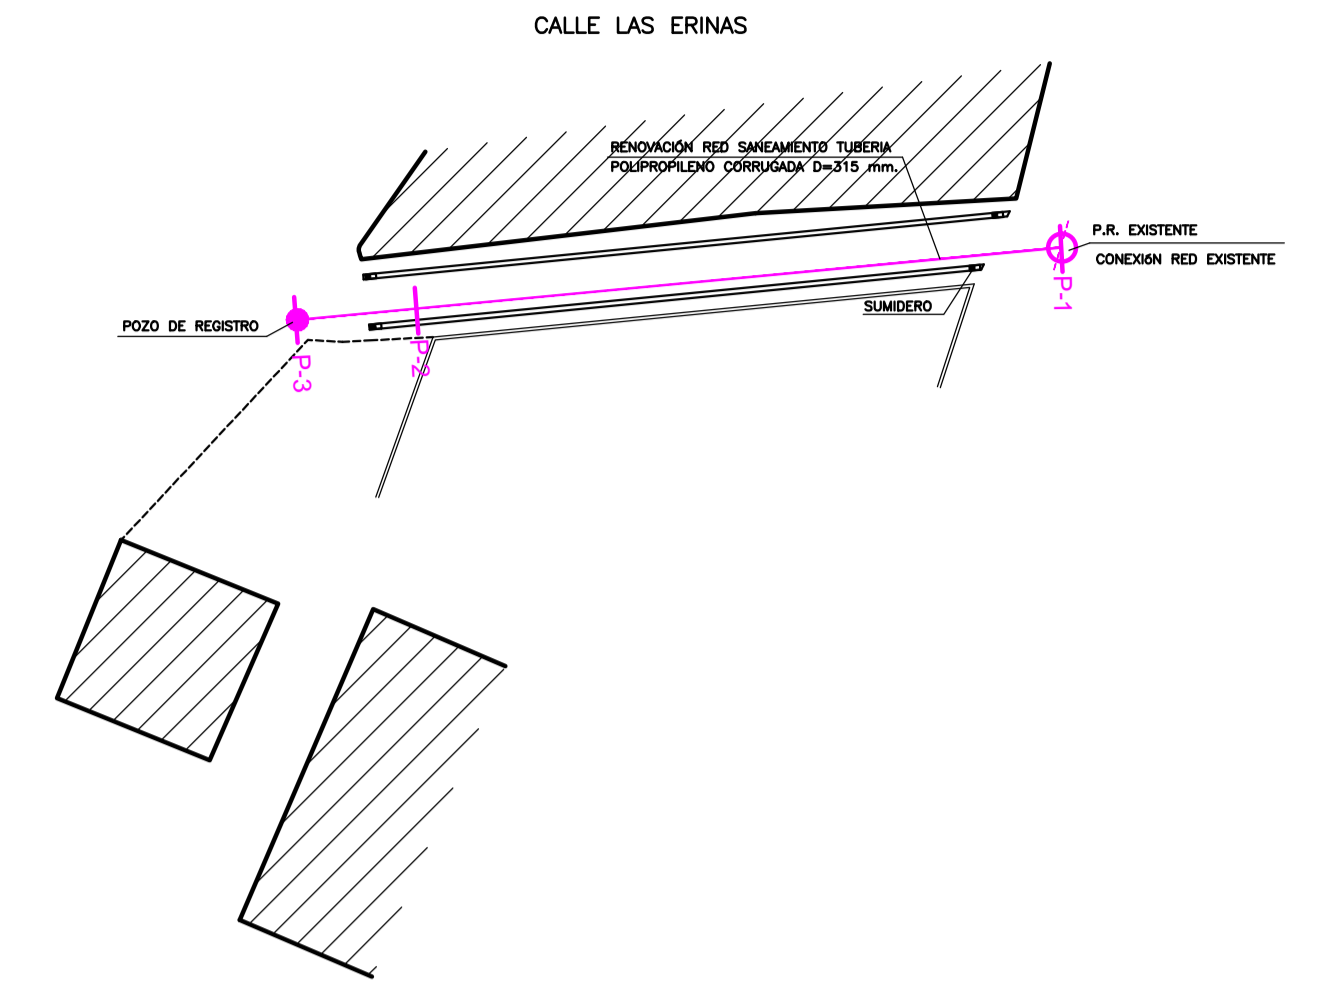 CALLE LAS ERINAS
RENOVACIÓN RED SANEAMIENTO TUBERIA
POLIPROPILENO CORRUGADA D=315 mm.
P.R. EXISTENTE
CONEXIóN RED EXISTENTE
P-1
SUMIDERO
POZO DE REGISTRO
P-2
P-3